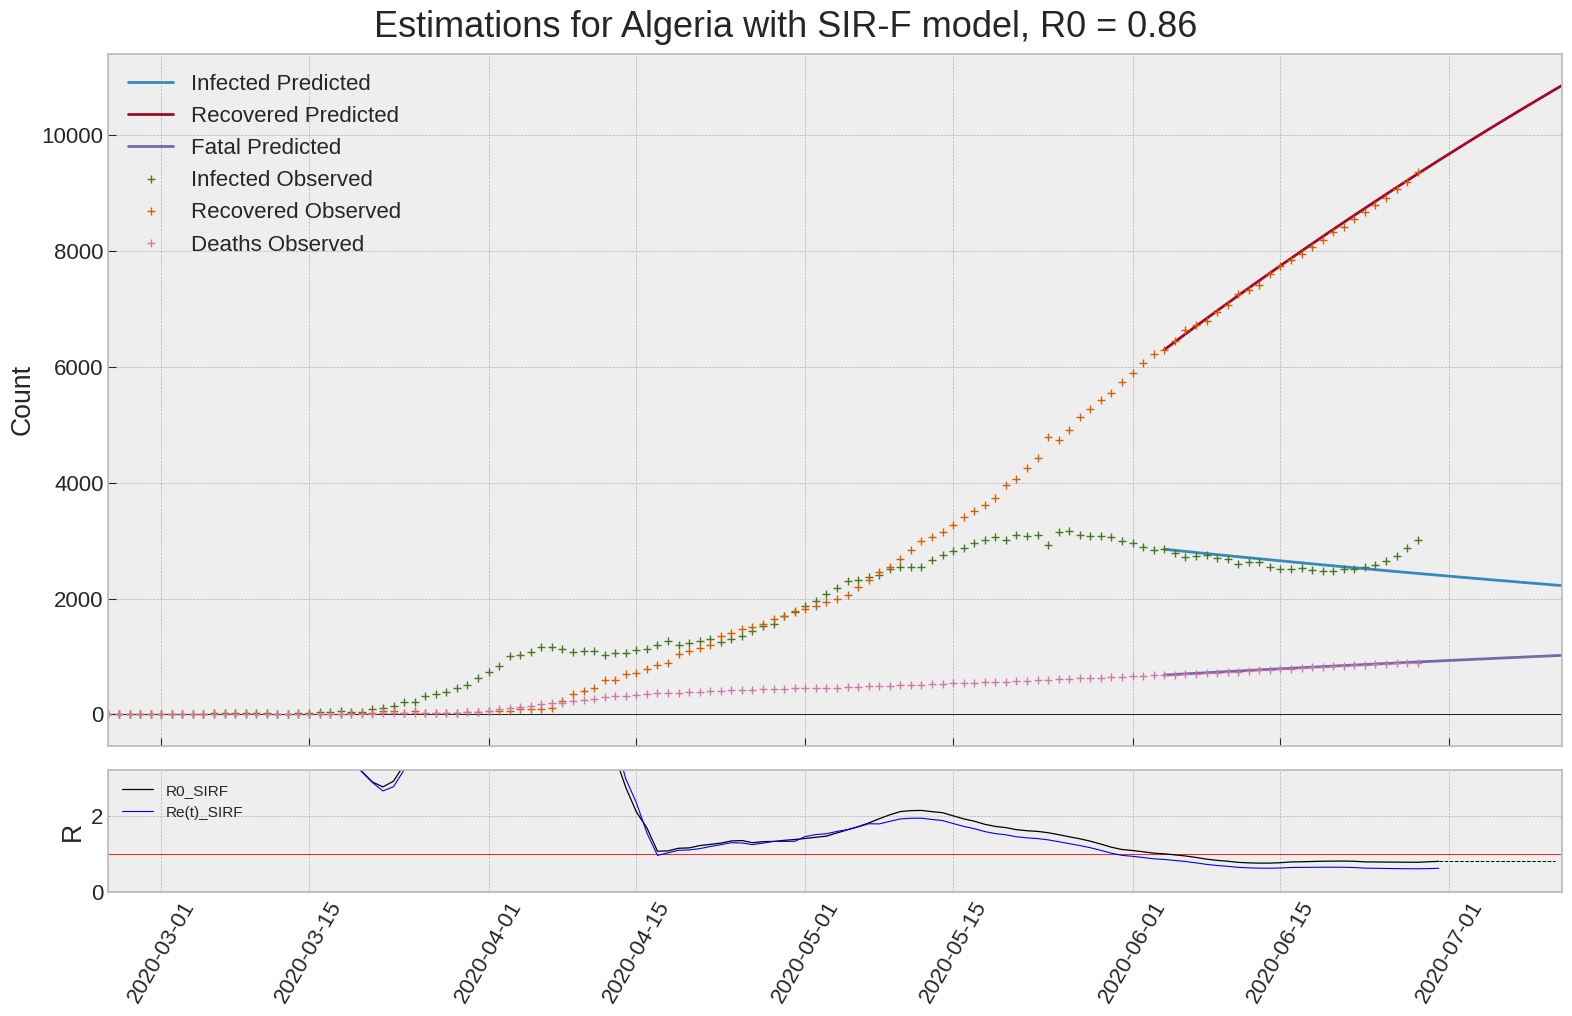 Estimations for Algeria with SIR-F model, R0 = 0.86
Infected Predicted
Recovered Predicted
Fatal Predicted
Infected Observed
Recovered Observed
Deaths Observed
10000
8000
6000
4000
2000
0
Count
R0_SIRF
Re(t)_SIRF
2
0
R
2020-03-01
2020-03-15
2020-04-01
2020-04-15
2020-05-01
2020-05-15
2020-06-01
2020-06-15
2020-07-01